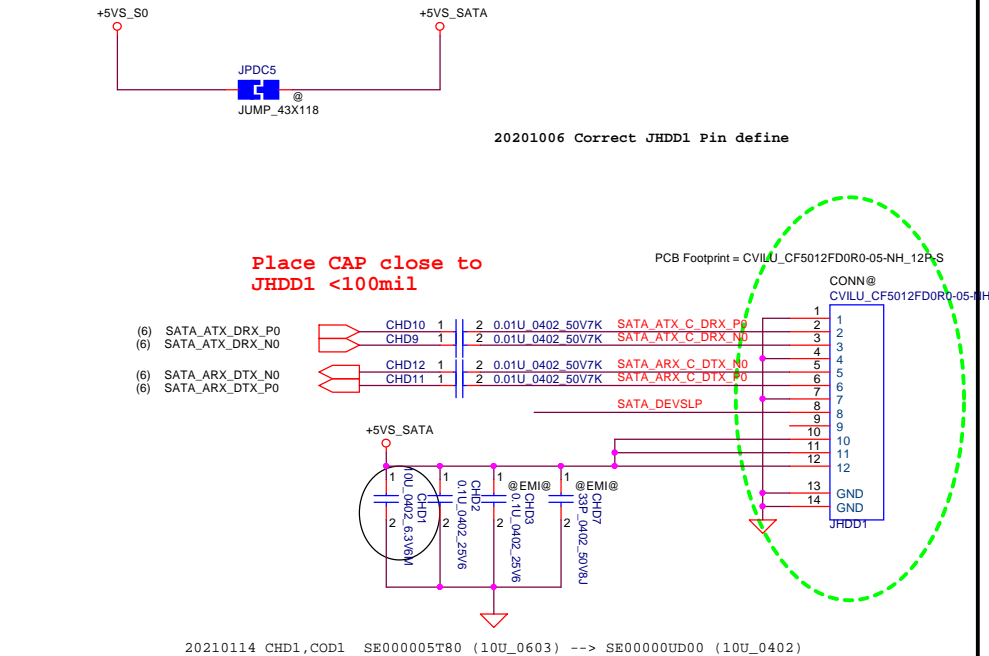 +5VS_S0
+5VS_SATA
JPDC5
@
JUMP_43X118
20201006 Correct JHDD1 Pin define
Place CAP close to
JHDD1 <100mil
PCB Footprint = CVILU_CF5012FD0R0-05-NH_12P-S
CONN@
CVILU_CF5012FD0R0-05-NH
(6) SATA_ATX_DRX_P0 CHD10 1 2 0.01U_0402_50V7K SATA_ATX_C_DRX_P0
(6) SATA_ATX_DRX_N0 CHD9 1 2 0.01U_0402_50V7K SATA_ATX_C_DRX_N0
(6) SATA_ARX_DTX_N0 CHD12 1 2 0.01U_0402_50V7K SATA_ARX_C_DTX_N0
(6) SATA_ARX_DTX_P0 CHD11 1 2 0.01U_0402_50V7K SATA_ARX_C_DTX_P0
SATA_DEVSLP
1 1
2 2
3 3
4 4
5 5
6 6
7 7
8 8
9 9
10 10
11 11
12 12
13 GND
14 GND
JHDD1
+5VS_SATA
1 2 CHD1
10U_0402_6.3V6M
1 2 CHD2
0.1U_0402_25V6
@EMI@
1 2 CHD3
0.1U_0402_25V6
@EMI@
1 2 CHD7
33P_0402_50V8J
20210114 CHD1,COD1 SE000005T80 (10U_0603) --> SE00000UD00 (10U_0402)